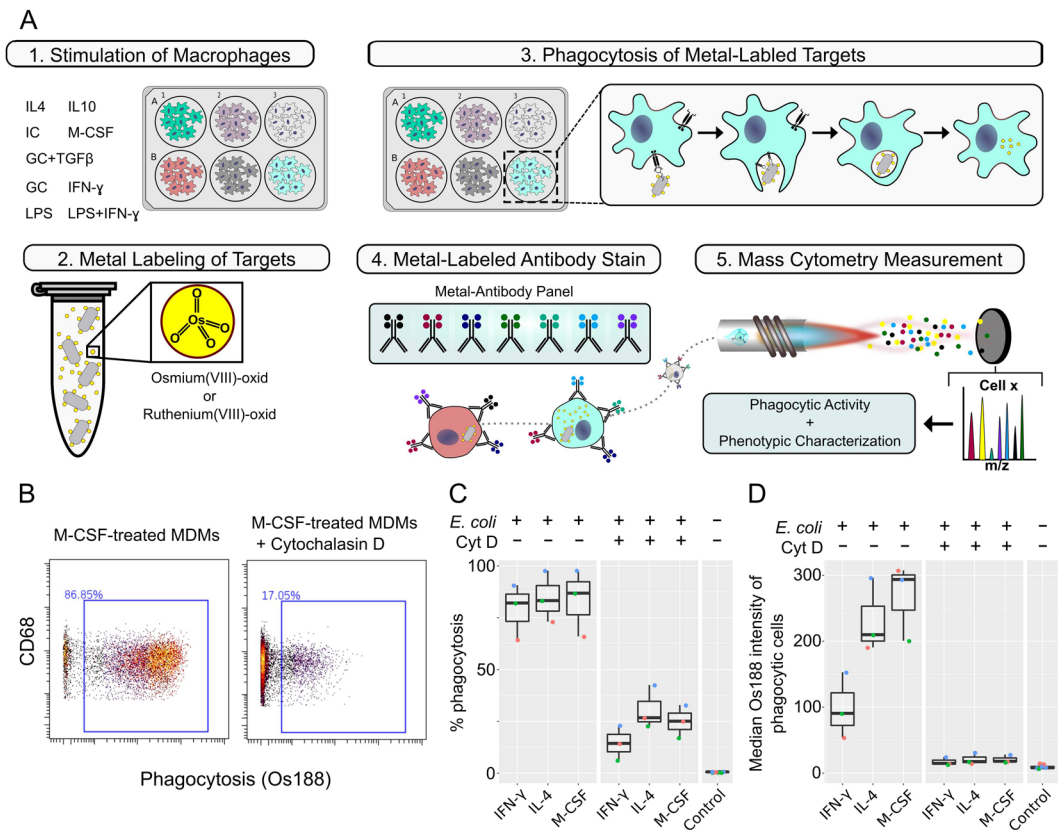 A
1. Stimulation of Macrophages
IL4 IL10
IC M-CSF
GC+TGFβ
GC IFN-ɣ
LPS LPS+IFN-ɣ
1 2 3
A
B
3. Phagocytosis of Metal-Labled Targets
1 2 3
A
B
2. Metal Labeling of Targets
O
O Os O
O
Osmium(VIII)-oxid
or
Ruthenium(VIII)-oxid
4. Metal-Labeled Antibody Stain
Metal-Antibody Panel
5. Mass Cytometry Measurement
Cell x
m/z
Phagocytic Activity
+
Phenotypic Characterization
B
M-CSF-treated MDMs
M-CSF-treated MDMs
+ Cytochalasin D
86.85%
17.05%
CD68
Phagocytosis (Os188)
C
E. coli + + + + + + −
Cyt D − − − + + + −
100
50
0
% phagocytosis
IFN-γ IL-4 M-CSF IFN-γ IL-4 M-CSF Control
D
E. coli + + + + + + −
Cyt D − − − + + + −
300
200
100
0
Median Os188 intensity of
phagocytic cells
IFN-γ IL-4 M-CSF IFN-γ IL-4 M-CSF Control